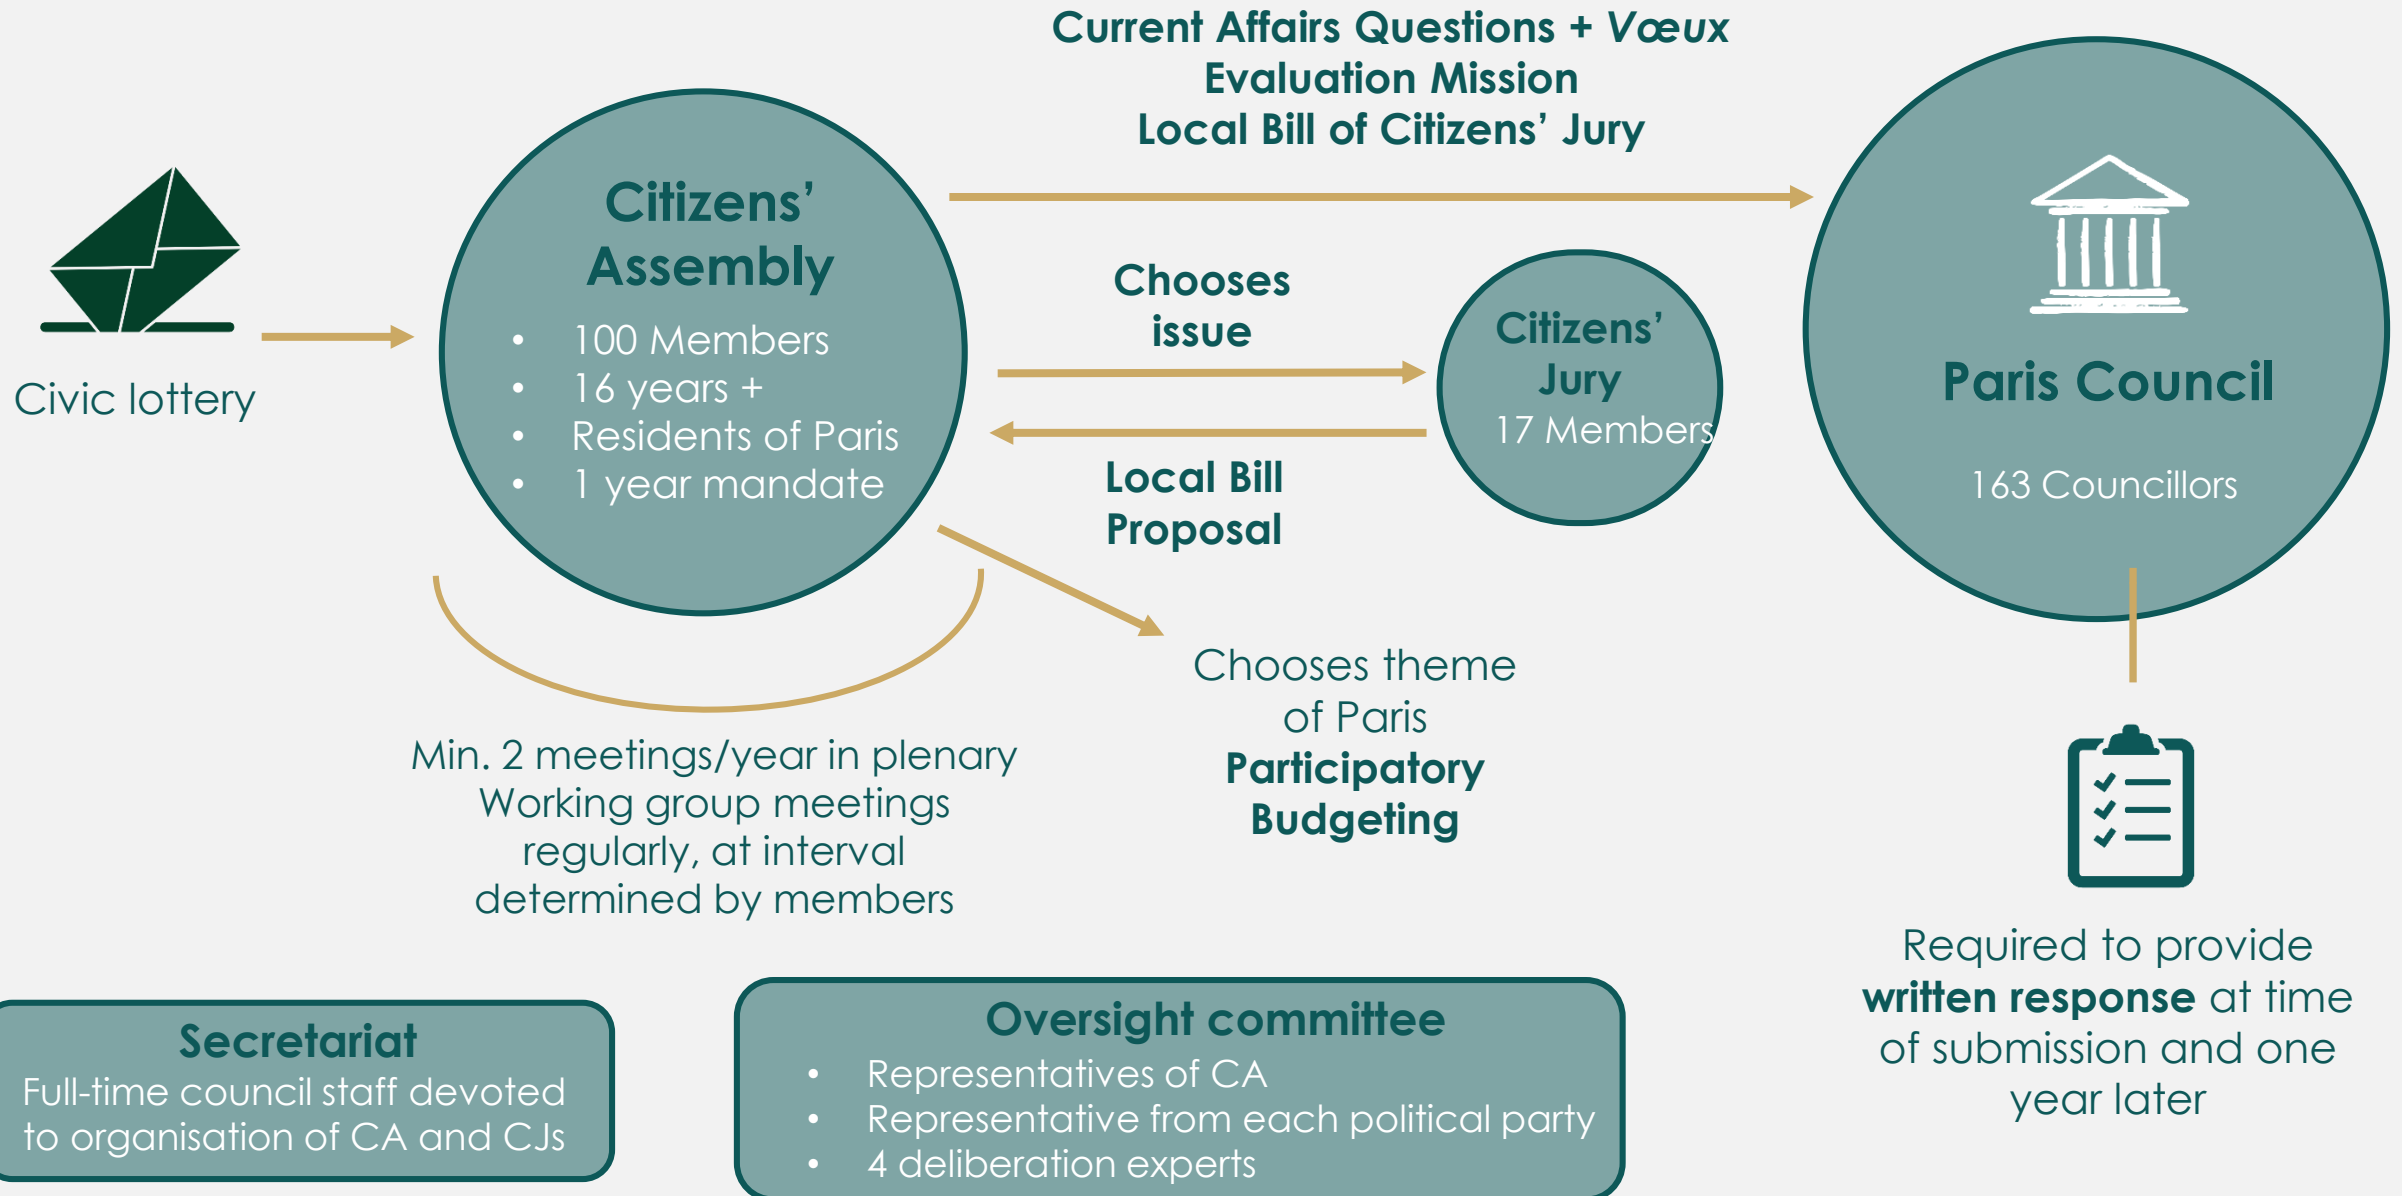 Current Affairs Questions + Vœux
Evaluation Mission
Local Bill of Citizens’ Jury
Civic lottery
Citizens’
Assembly
• 100 Members
• 16 years +
• Residents of Paris
• 1 year mandate
Chooses
issue
Local Bill
Proposal
Citizens’
Jury
17 Members
Paris Council
163 Councillors
Min. 2 meetings/year in plenary
Working group meetings
regularly, at interval
determined by members
Chooses theme
of Paris
Participatory
Budgeting
Required to provide
written response at time
of submission and one
year later
Secretariat
Full-time council staff devoted
to organisation of CA and CJs
Oversight committee
• Representatives of CA
• Representative from each political party
• 4 deliberation experts